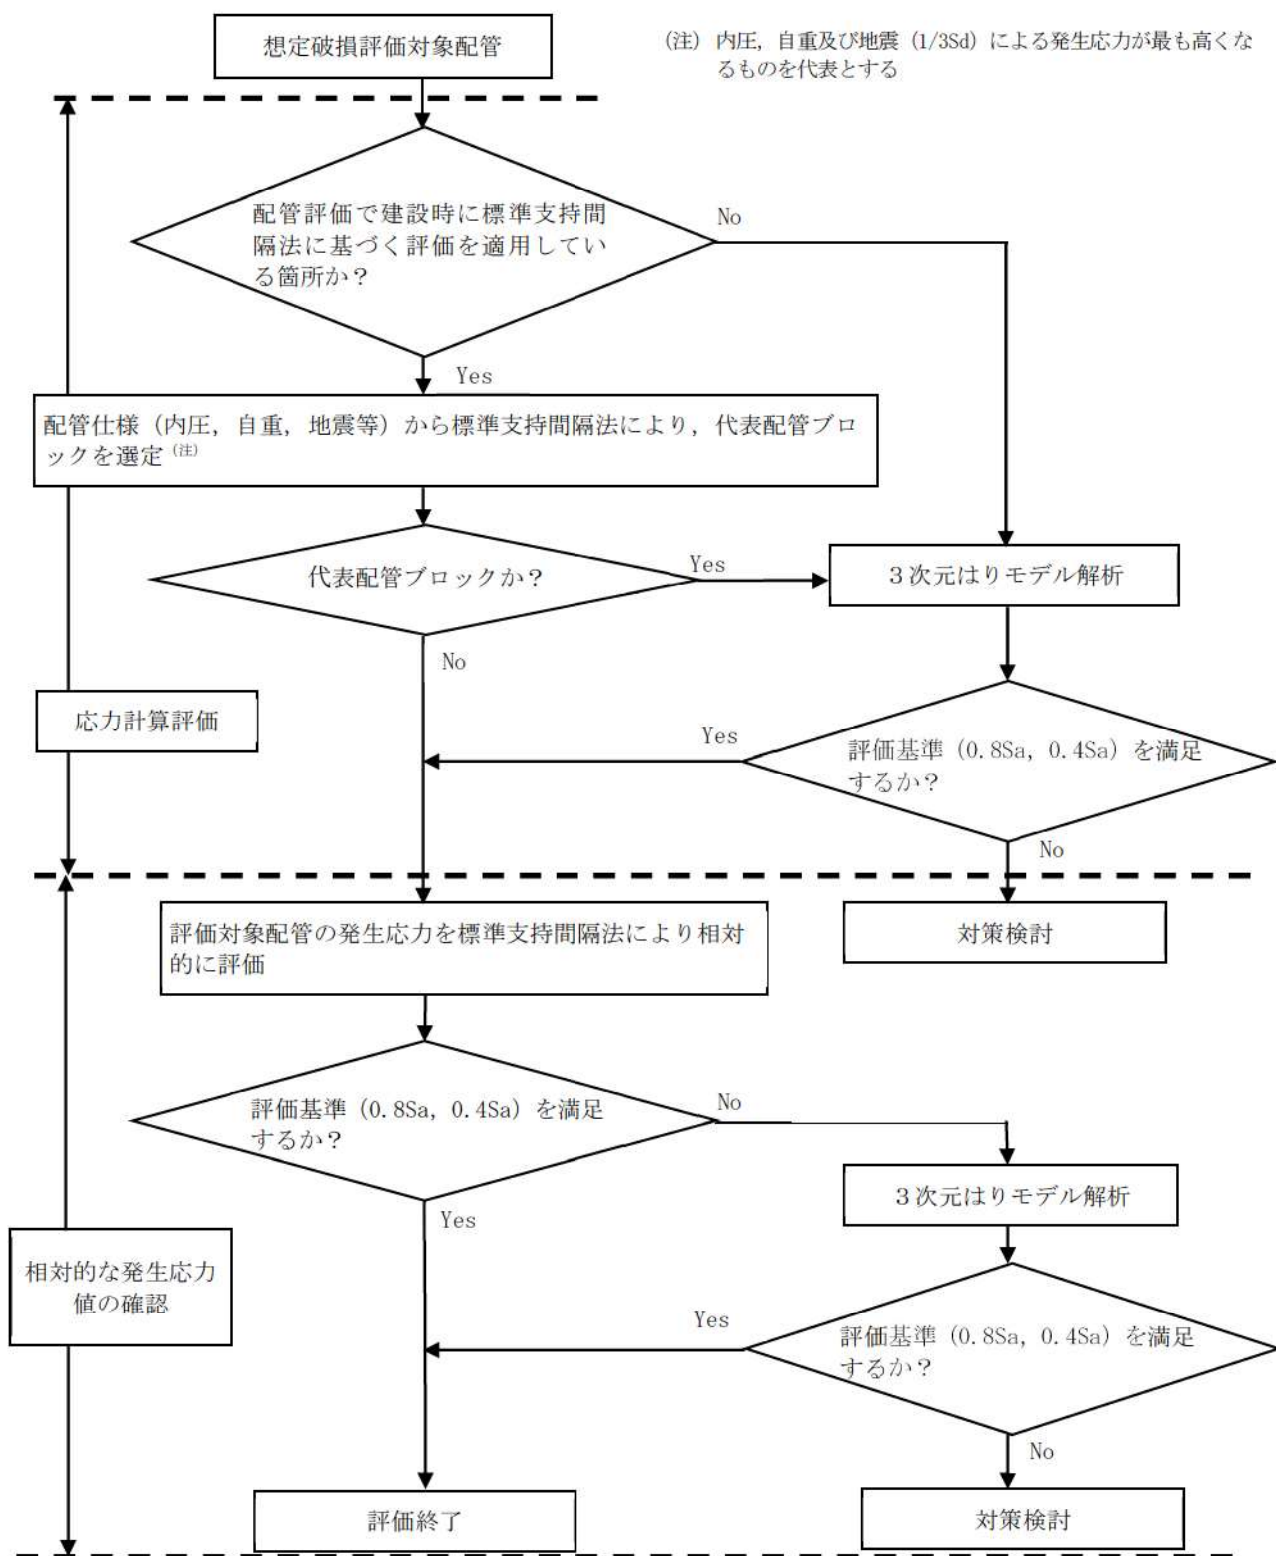 想定破損評価対象配管
(注) 内圧，自重及び地震（1/3Sd）による発生応力が最も高くな
るものを代表とする
配管評価で建設時に標準支持間
隔法に基づく評価を適用してい
る箇所か？
No
Yes
配管仕様（内圧，自重，地震等）から標準支持間隔法により，代表配管ブロ
ックを選定（注）
代表配管ブロックか？
Yes
３次元はりモデル解析
No
応力計算評価
Yes
評価基準（0.8Sa，0.4Sa）を満足
するか？
No
評価対象配管の発生応力を標準支持間隔法により相対
的に評価
対策検討
評価基準（0.8Sa，0.4Sa）を満足
するか？
No
３次元はりモデル解析
Yes
相対的な発生応力
値の確認
Yes
評価基準（0.8Sa，0.4Sa）を満足
するか？
No
評価終了
対策検討